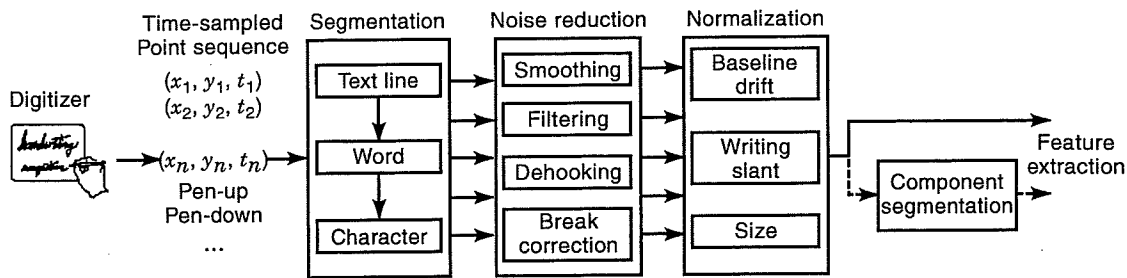 Time-sampled
Point sequence
(x1, y1, t1)
(x2, y2, t2)
(xn, yn, tn)
Pen-up
Pen-down
...
Digitizer
handwriting
Segmentation
Text line
Word
Character
Noise reduction
Smoothing
Filtering
Dehooking
Break
correction
Normalization
Baseline
drift
Writing
slant
Size
Component
segmentation
Feature
extraction